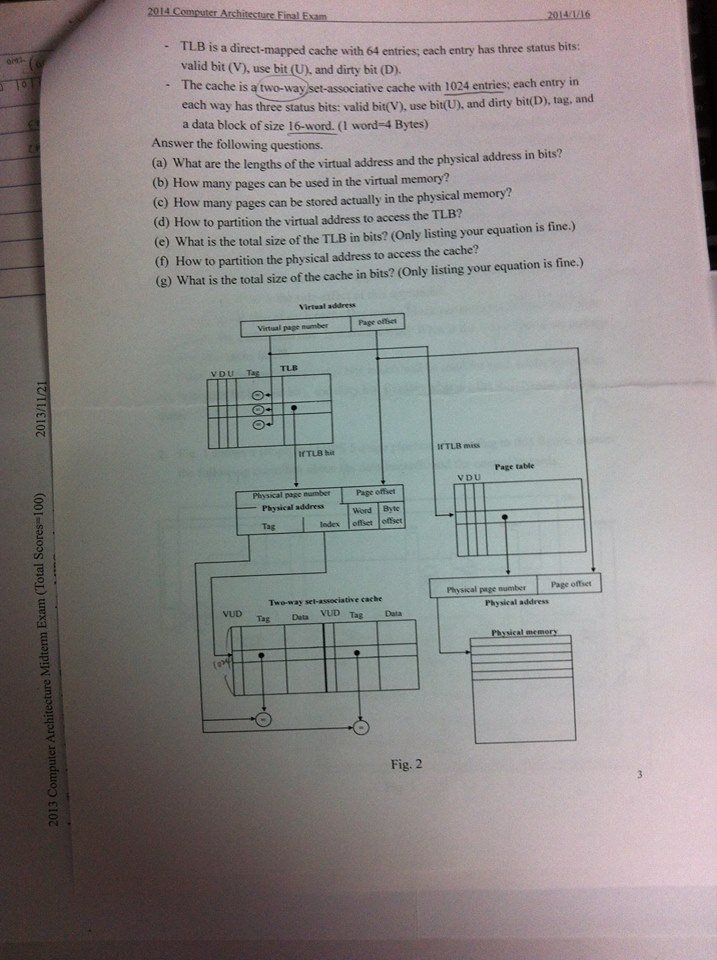 2014 Computer Architecture Final Exam 2014/1/16
- TLB is a direct-mapped cache with 64 entries; each entry has three status bits:
valid bit (V), use bit (U), and dirty bit (D).
- The cache is a two-way set-associative cache with 1024 entries; each entry in
each way has three status bits: valid bit(V), use bit(U), and dirty bit(D), tag, and
a data block of size 16-word. (1 word=4 Bytes)
Answer the following questions.
(a) What are the lengths of the virtual address and the physical address in bits?
(b) How many pages can be used in the virtual memory?
(c) How many pages can be stored actually in the physical memory?
(d) How to partition the virtual address to access the TLB?
(e) What is the total size of the TLB in bits? (Only listing your equation is fine.)
(f) How to partition the physical address to access the cache?
(g) What is the total size of the cache in bits? (Only listing your equation is fine.)
Virtual address
Virtual page number Page offset
V D U Tag TLB
=
=
=
If TLB hit
If TLB miss
Page table
V D U
Physical page number Page offset
Physical address
Tag Index Word offset Byte offset
Physical page number Page offset
Physical address
Two-way set-associative cache
VUD Tag Data VUD Tag Data
1024
=
=
Physical memory
Fig. 2
3
2013 Computer Architecture Midterm Exam (Total Scores=100) 2013/11/21